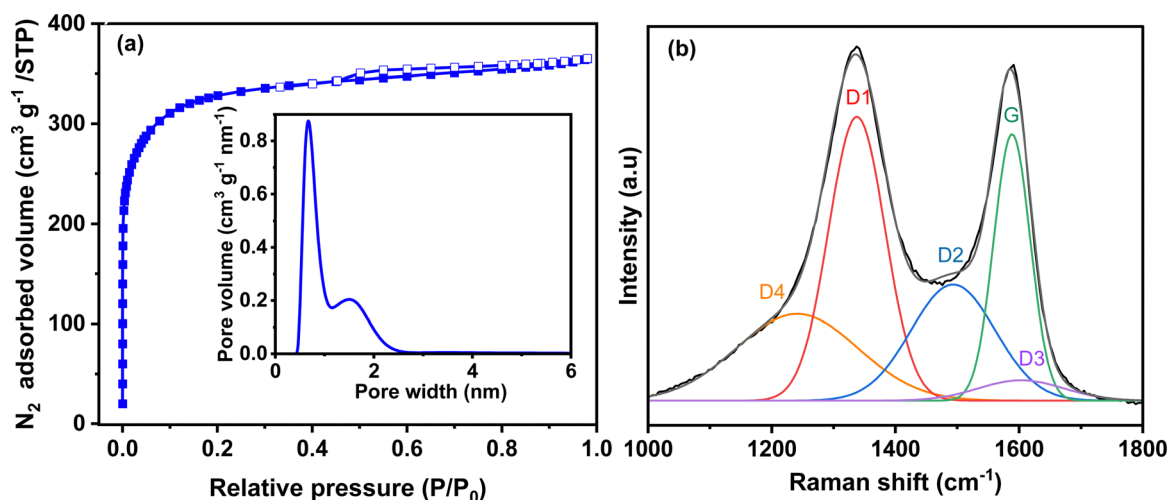 (a)
N₂ adsorbed volume (cm³ g⁻¹/STP)
400
300
200
100
0
0.0 0.2 0.4 0.6 0.8 1.0
Relative pressure (P/P₀)
Pore volume (cm³ g⁻¹ nm⁻¹)
0.8
0.6
0.4
0.2
0.0
0 2 4 6
Pore width (nm)
(b)
Intensity (a.u)
D1
G
D2
D4
D3
1000 1200 1400 1600 1800
Raman shift (cm⁻¹)